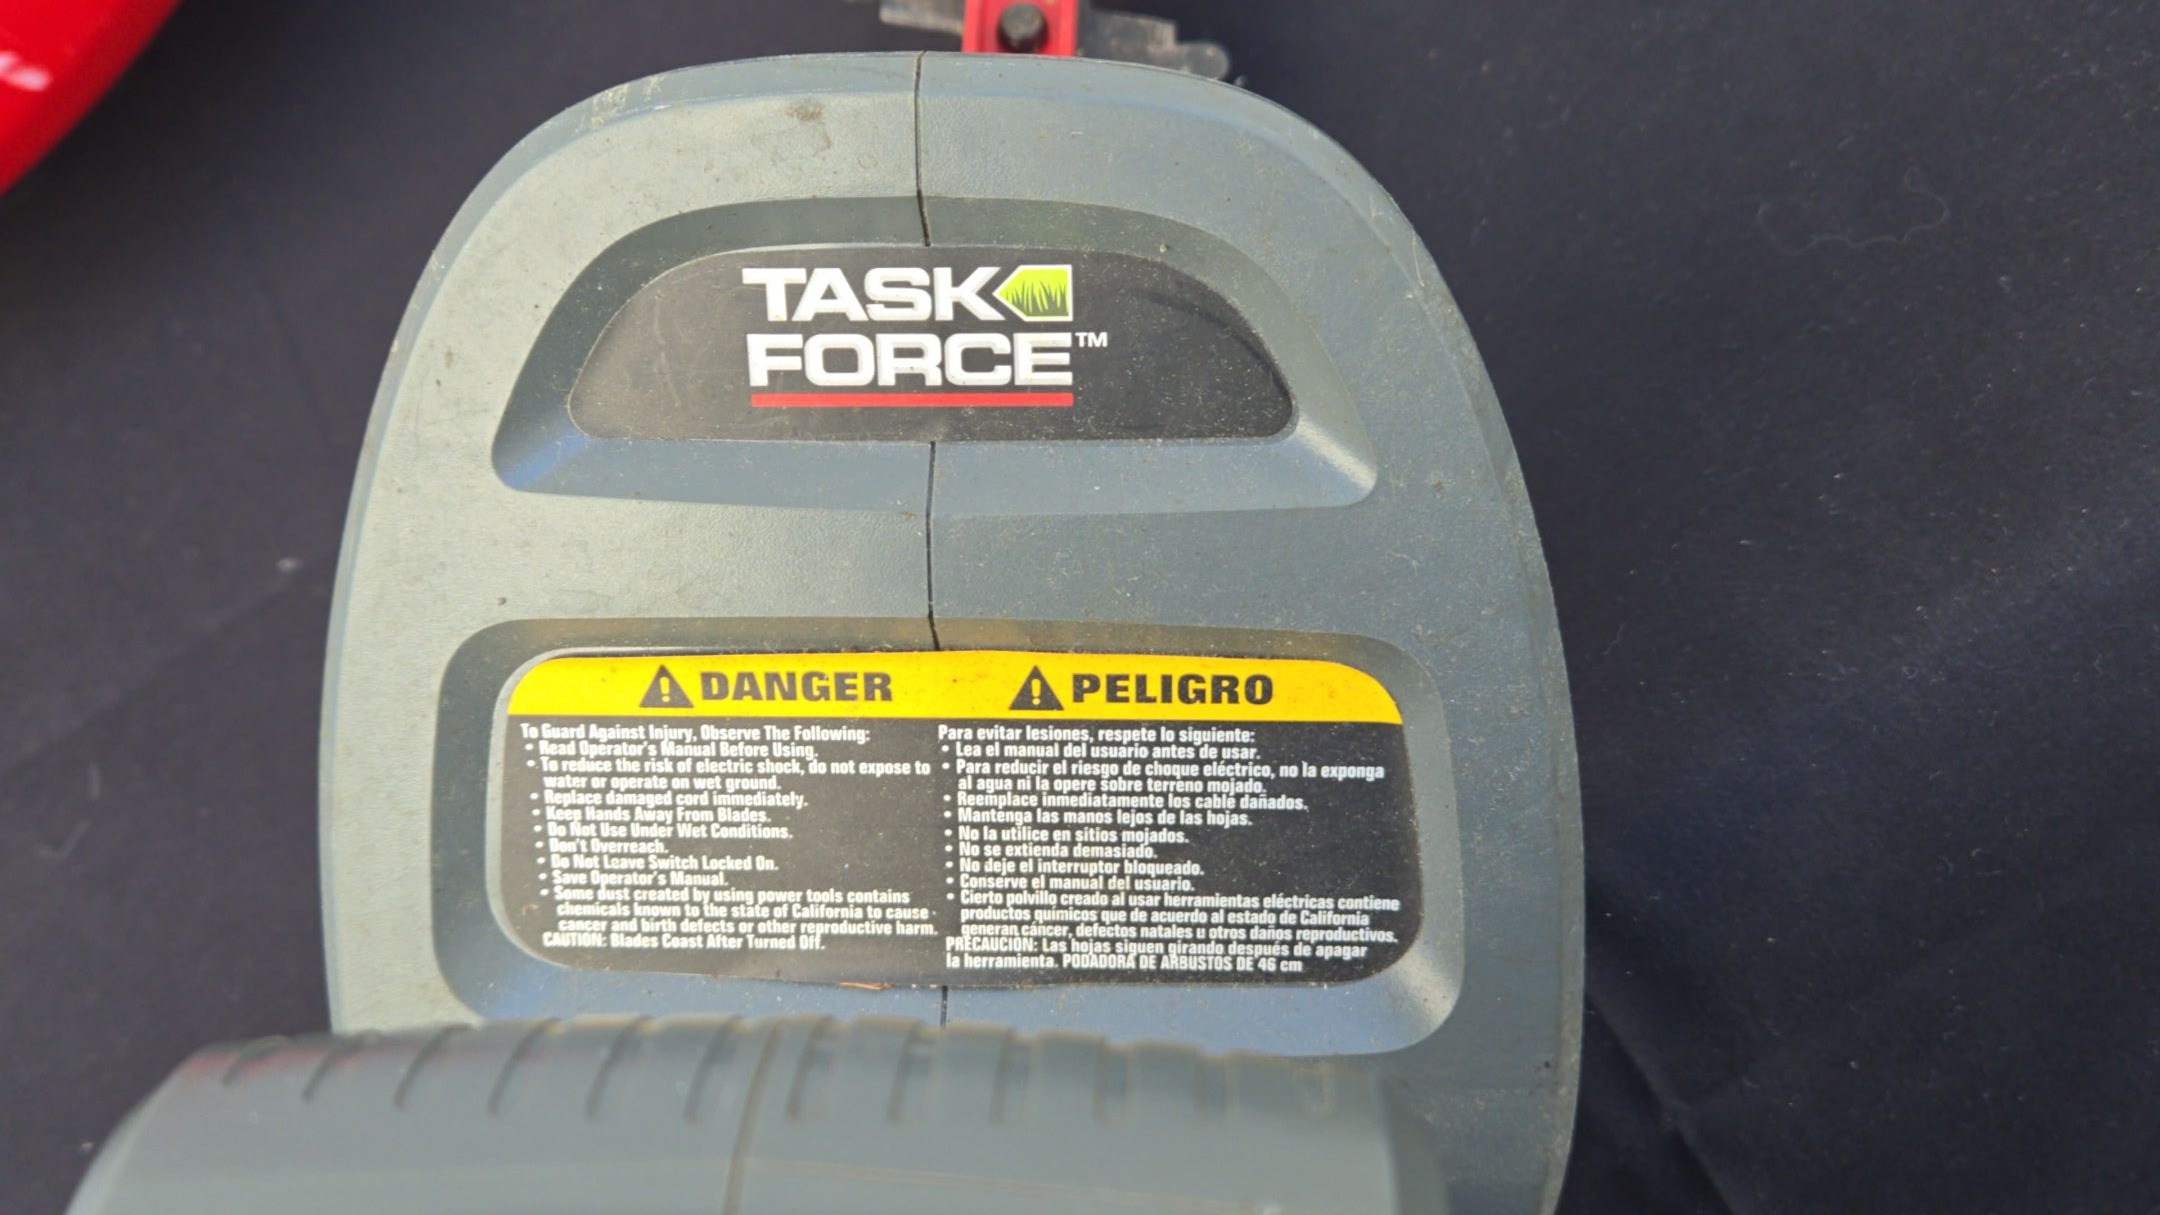 TASK
FORCE™
DANGER
To Guard Against Injury, Observe The Following:
• Read Operator's Manual Before Using.
• To reduce the risk of electric shock, do not expose to
water or operate on wet ground.
• Replace damaged cord immediately.
• Keep Hands Away From Blades.
• Do Not Use Under Wet Conditions.
• Don't Overreach.
• Do Not Leave Switch Locked On.
• Save Operator's Manual.
• Some dust created by using power tools contains
chemicals known to the state of California to cause
cancer and birth defects or other reproductive harm.
CAUTION: Blades Coast After Turned Off.
PELIGRO
Para evitar lesiones, respete lo siguiente:
• Lea el manual del usuario antes de usar.
• Para reducir el riesgo de choque eléctrico, no la exponga
al agua ni la opere sobre terreno mojado.
• Reemplace inmediatamente los cable dañados.
• Mantenga las manos lejos de las hojas.
• No la utilice en sitios mojados.
• No se extienda demasiado.
• No deje el interruptor bloqueado.
• Conserve el manual del usuario.
• Cierto polvillo creado al usar herramientas eléctricas contiene
productos químicos que de acuerdo al estado de California
generan cáncer, defectos natales u otros daños reproductivos.
PRECAUCIÓN: Las hojas siguen girando después de apagar
la herramienta. PODADORA DE ARBUSTOS DE 46 cm